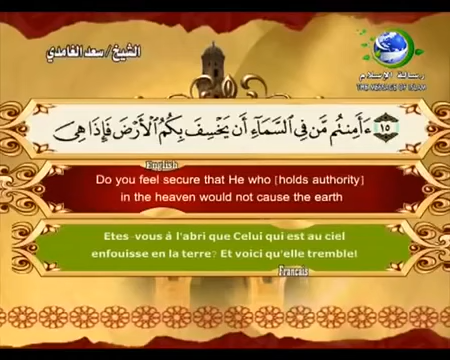 الشيخ/ سعد الغامدي
رسالة الإسلام
THE MESSAGE OF ISLAM
١٥ ءَأَمِنتُم مَّن فِي السَّمَآءِ أَن يَخْسِفَ بِكُمُ الْأَرْضَ فَإِذَا هِيَ
English
Do you feel secure that He who [holds authority]
in the heaven would not cause the earth
Etes-vous á l'abri que Celui qui est au ciel
enfouisse en la terre? Et voici qu'elle tremble!
Francais